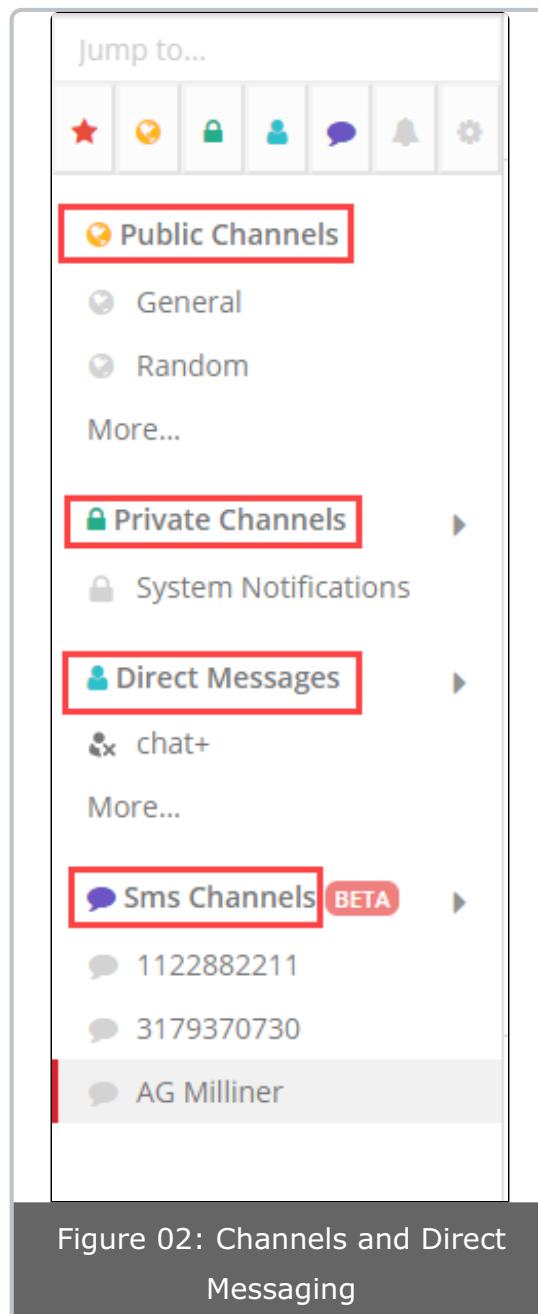 Jump to...
Public Channels
General
Random
More...
Private Channels
System Notifications
Direct Messages
chat+
More...
Sms Channels BETA
1122882211
3179370730
AG Milliner
Figure 02: Channels and Direct
Messaging